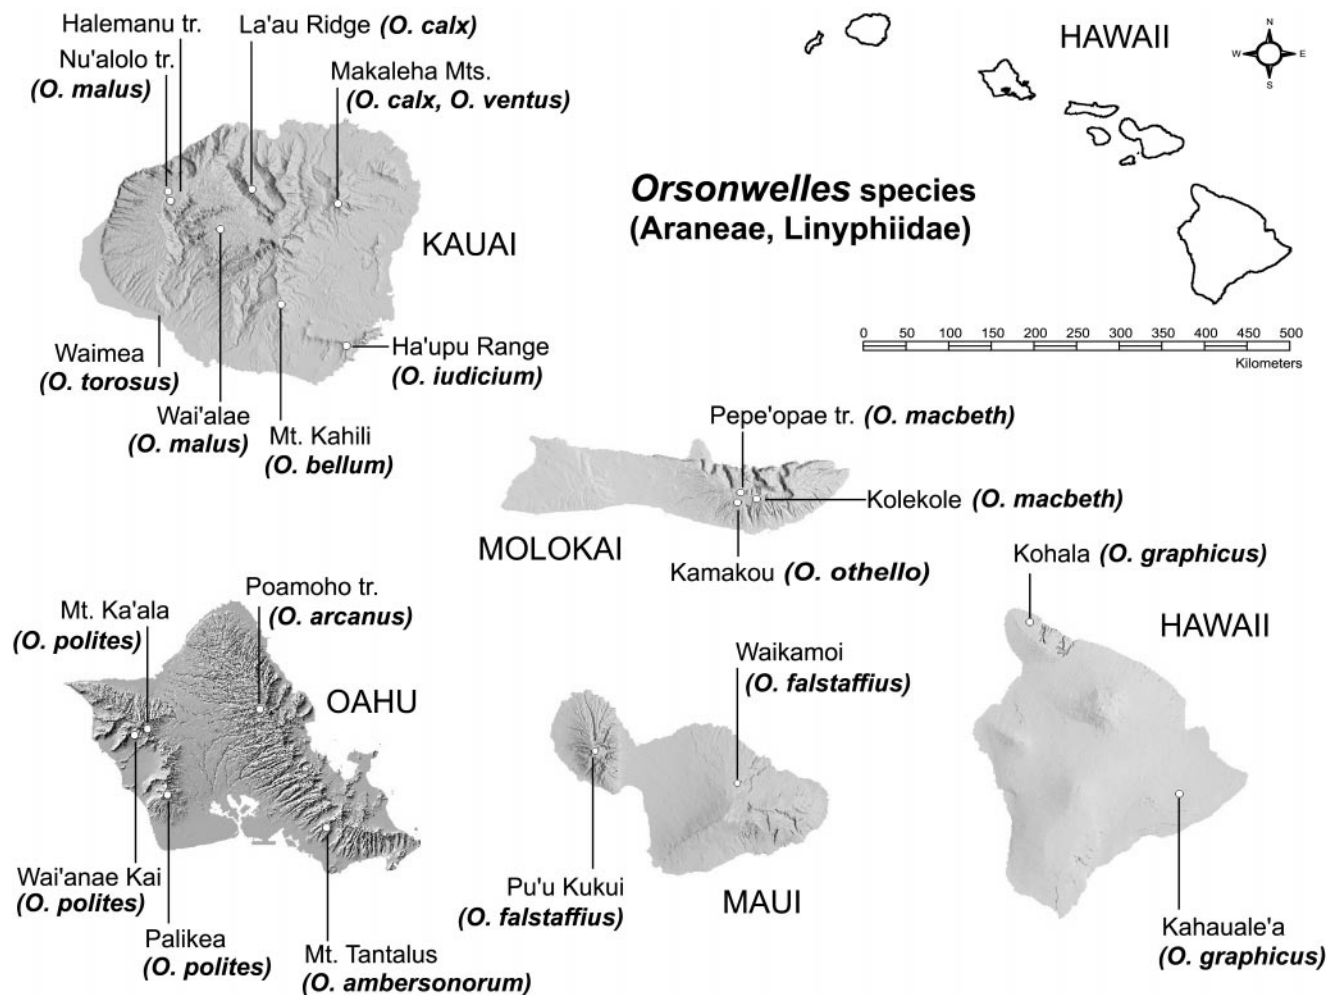 Halemanu tr.
La'au Ridge (O. calx)
Nu'alolo tr.
(O. malus)
Makaleha Mts.
(O. calx, O. ventus)
KAUAI
Waimea
(O. torosus)
Ha'upu Range
(O. iudicium)
Wai'alae
(O. malus)
Mt. Kahili
(O. bellum)
HAWAII
N
W
E
S
Orsonwelles species
(Araneae, Linyphiidae)
0 50 100 150 200 250 300 350 400 450 500
Kilometers
Pepe'opae tr. (O. macbeth)
Kolekole (O. macbeth)
MOLOKAI
Kamakou (O. othello)
Poamoho tr.
(O. arcanus)
Mt. Ka'ala
(O. polites)
OAHU
Wai'anae Kai
(O. polites)
Palikea
(O. polites)
Mt. Tantalus
(O. ambersonorum)
Waikamoi
(O. falstaffius)
Pu'u Kukui
(O. falstaffius)
MAUI
Kohala (O. graphicus)
HAWAII
Kahauale'a
(O. graphicus)